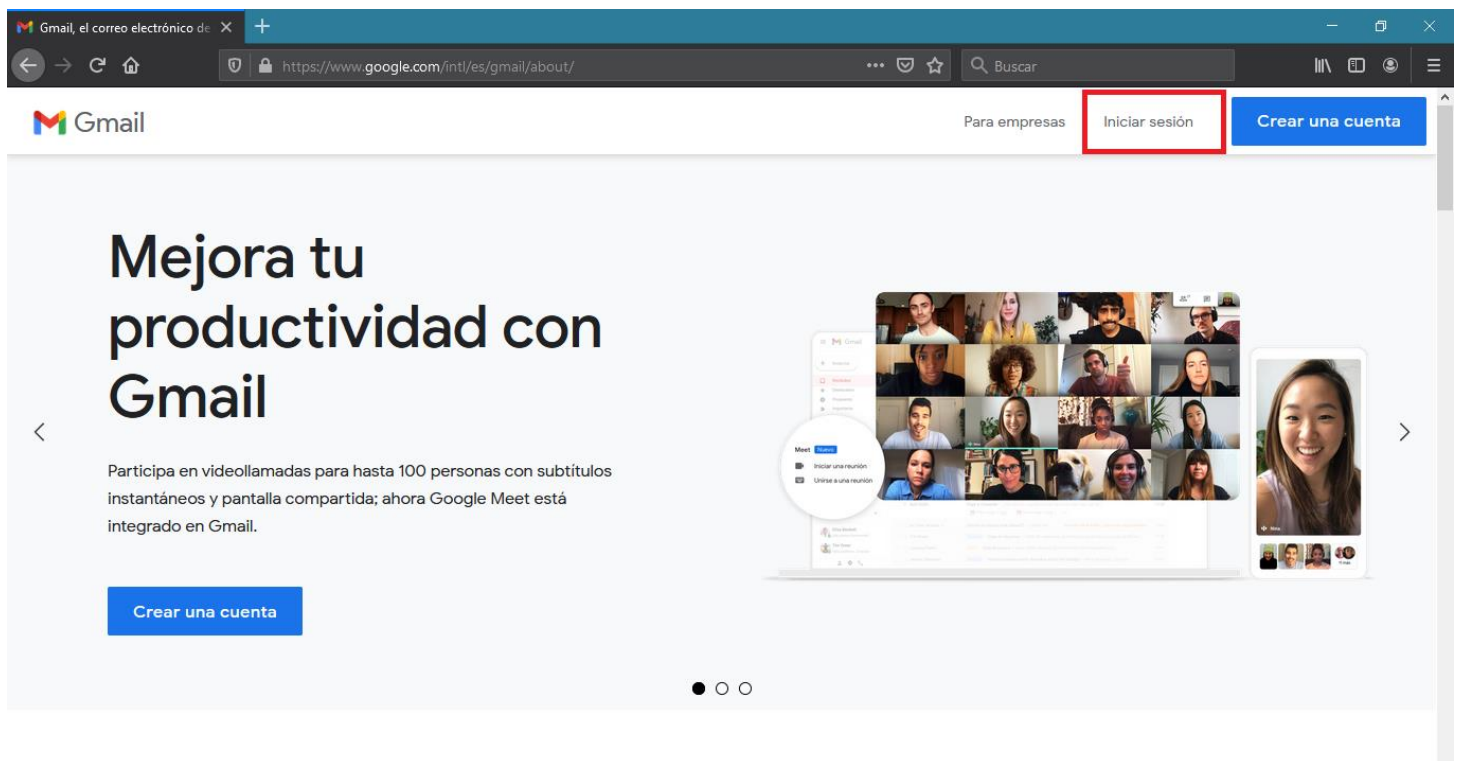 Gmail, el correo electrónico de
https://www.google.com/intl/es/gmail/about/
Buscar
Gmail
Para empresas
Iniciar sesión
Crear una cuenta
Mejora tu
productividad con
Gmail
Participa en videollamadas para hasta 100 personas con subtítulos
instantáneos y pantalla compartida; ahora Google Meet está
integrado en Gmail.
Crear una cuenta
Gmail
Meet Nuevo
Iniciar una reunión
Unirse a una reunión